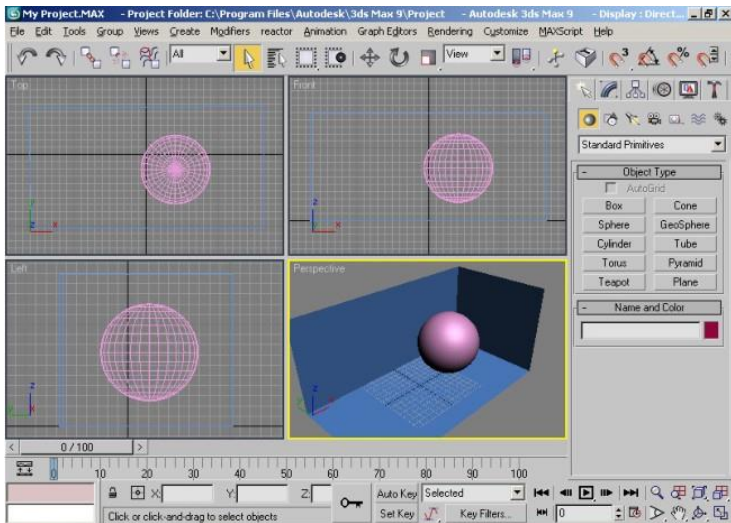 My Project.MAX - Project Folder: C:\Program Files\Autodesk\3ds Max 9\Project - Autodesk 3ds Max 9 - Display : Direct...
File Edit Tools Group Views Create Modifiers reactor Animation Graph Editors Rendering Customize MAXScript Help
All View
Top Front
Standard Primitives
Object Type
AutoGrid
Box Cone
Sphere GeoSphere
Cylinder Tube
Torus Pyramid
Teapot Plane
Name and Color
z
y x
z
x
Left Perspective
z
y x
z
y x
0 / 100
0 10 20 30 40 50 60 70 80 90 100
X: Y: Z: Auto Key Selected
Click or click-and-drag to select objects Set Key Key Filters... 0